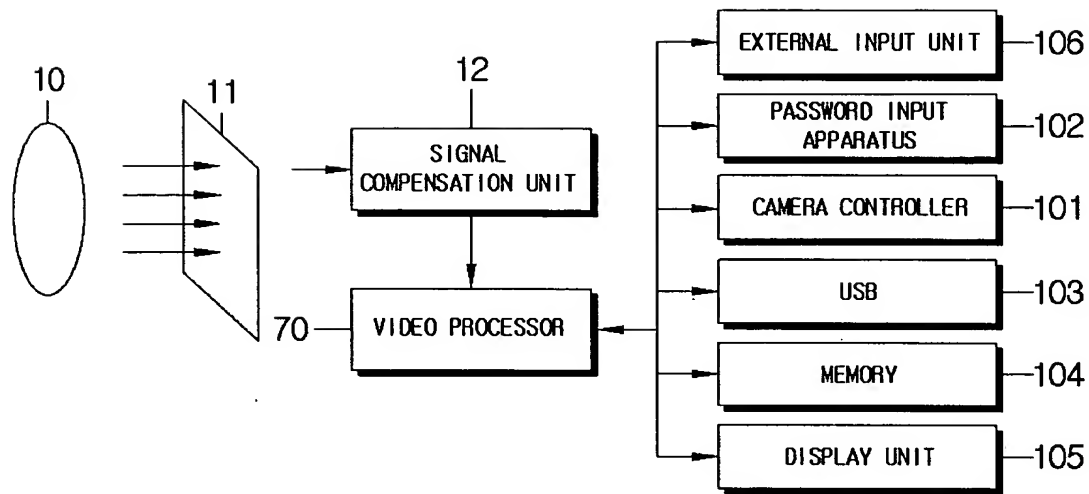 10
11
12
SIGNAL
COMPENSATION UNIT
70
VIDEO PROCESSOR
EXTERNAL INPUT UNIT
106
PASSWORD INPUT
APPARATUS
102
CAMERA CONTROLLER
101
USB
103
MEMORY
104
DISPLAY UNIT
105